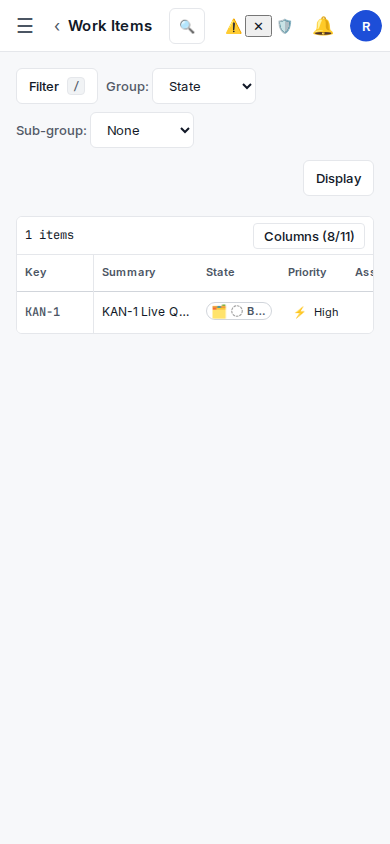 ☰ ‹ Work Items 🔍 ⚠️ ✕ 🛡️ 🔔 R
Filter / Group: State
Sub-group: None
Display
1 items Columns (8/11)
Key Summary State Priority Ass
KAN-1 KAN-1 Live Q... 🗂️ B... ⚡ High